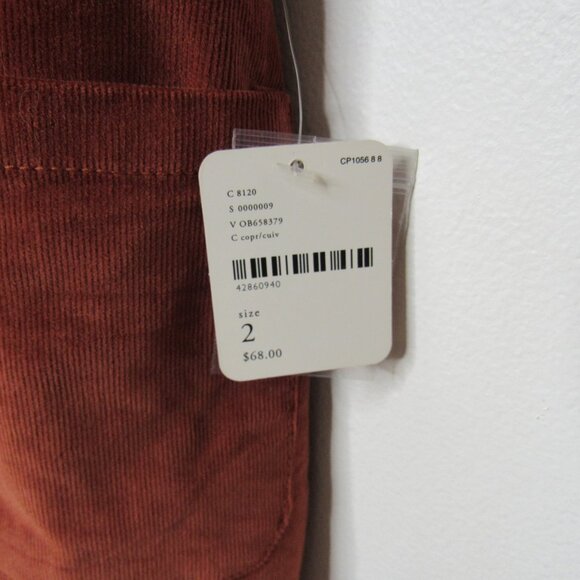 CP1056 8 8
C 8120
S 0000009
V OB658379
C copr/cuiv
42860940
size
2
$68.00